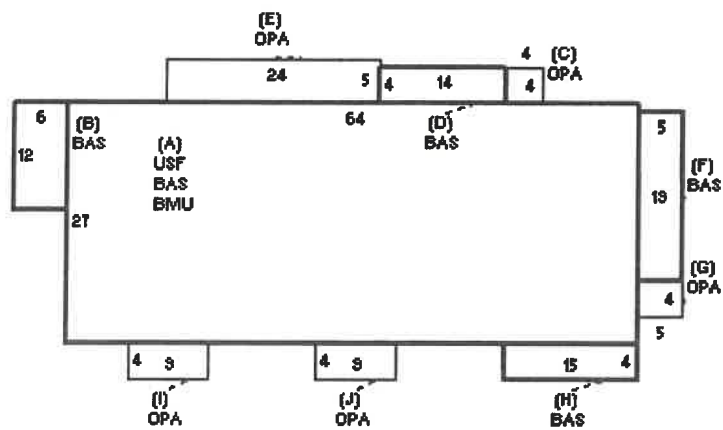 (E)
OPA
24
5
4
14
4
4
(C)
OPA
6
12
(B)
BAS
(A)
USF
BAS
BMU
64
(D)
BAS
27
5
19
(F)
BAS
4
(G)
OPA
5
4
9
(I)
OPA
4
9
(J)
OPA
15
4
(H)
BAS